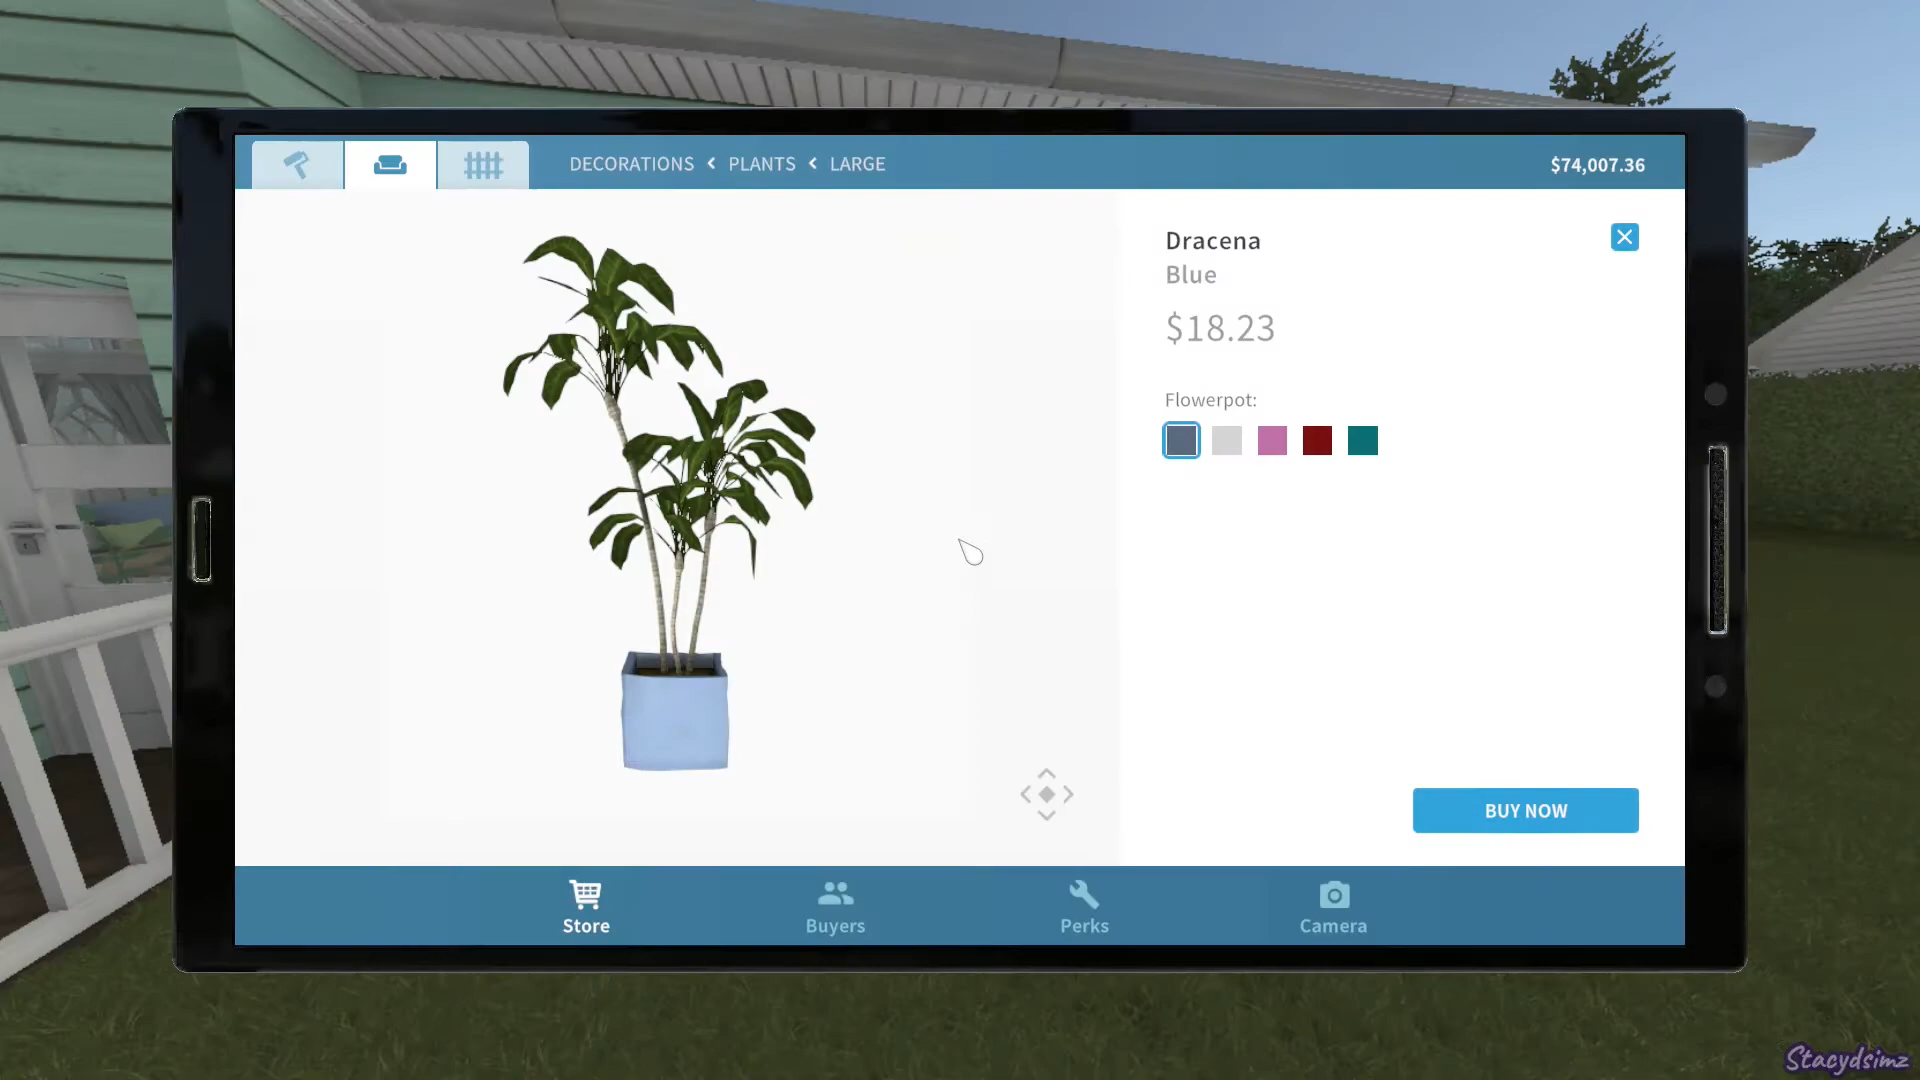 DECORATIONS < PLANTS < LARGE
$74,007.36
Dracena
Blue
$18.23
Flowerpot:
BUY NOW
Store
Buyers
Perks
Camera
Stacydsimz